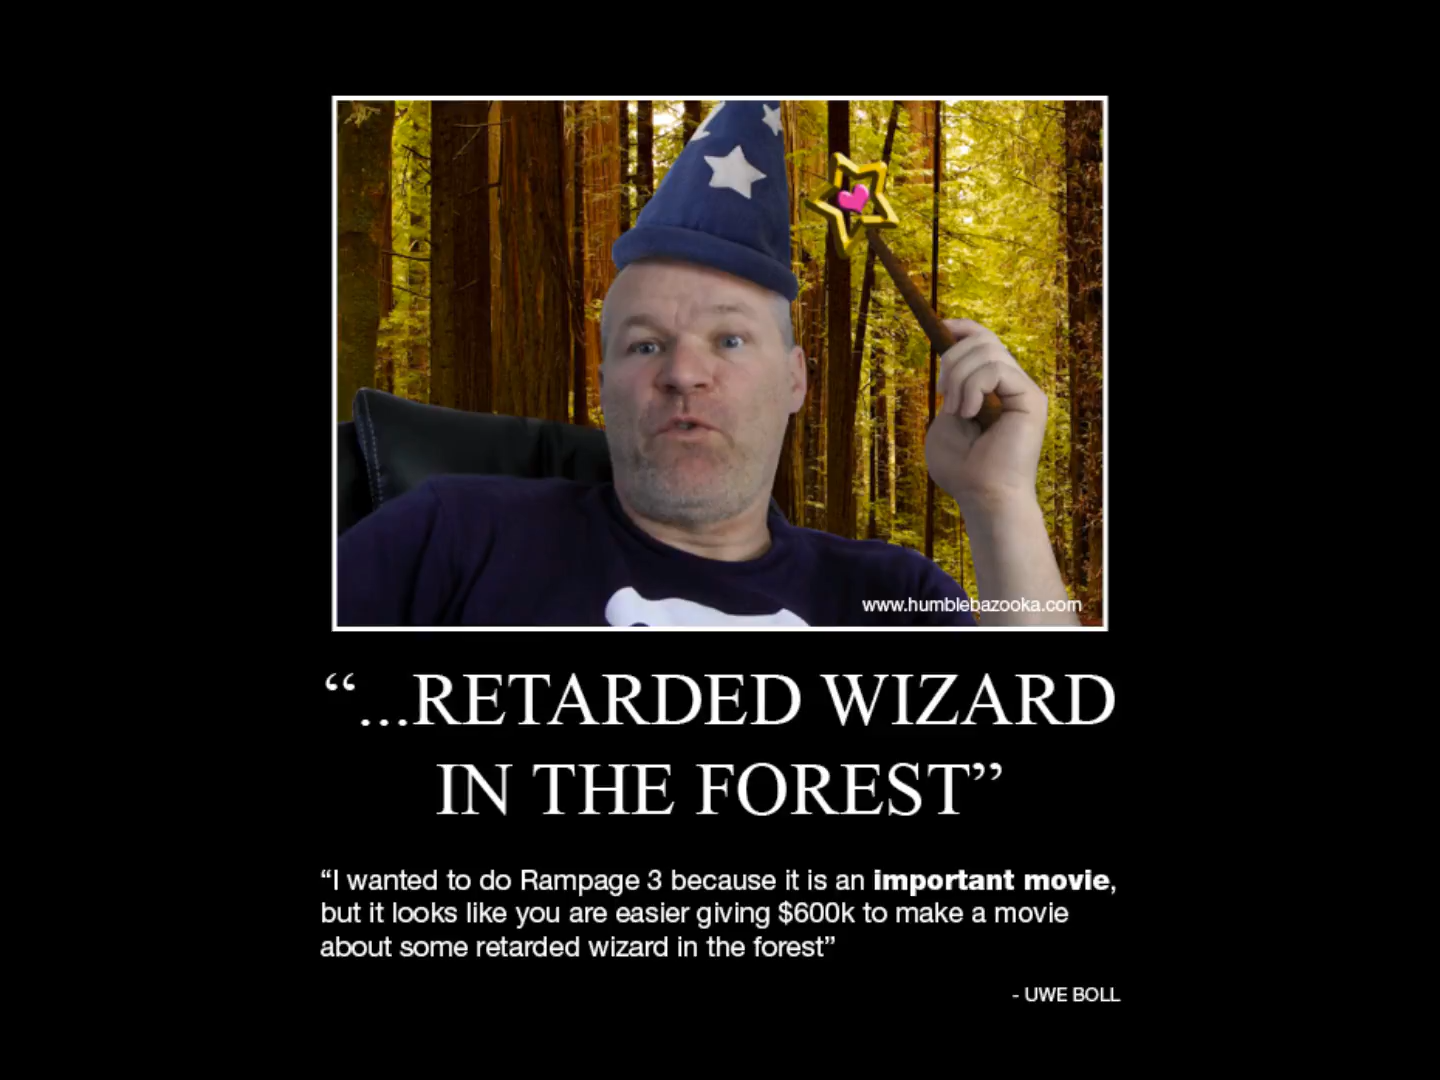 www.humblebazooka.com
“...RETARDED WIZARD
IN THE FOREST”
“I wanted to do Rampage 3 because it is an important movie,
but it looks like you are easier giving $600k to make a movie
about some retarded wizard in the forest”
- UWE BOLL